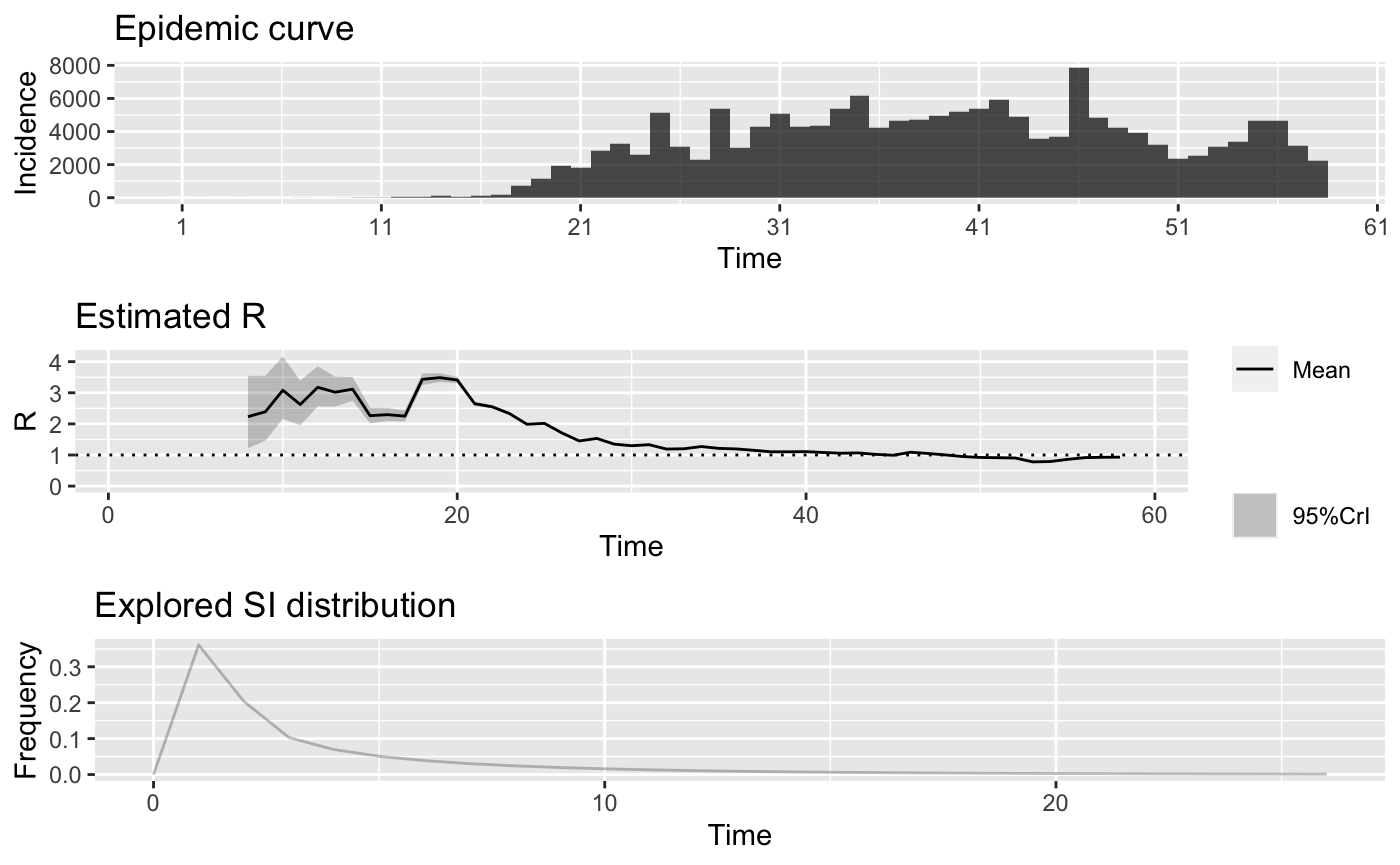 Epidemic curve
8000
6000
4000
2000
0
Incidence
1 11 21 31 41 51 61
Time
Estimated R
4
3
2
1
0
R
0 20 40 60
Time
Mean
95%CrI
Explored SI distribution
0.3
0.2
0.1
0.0
Frequency
0 10 20
Time